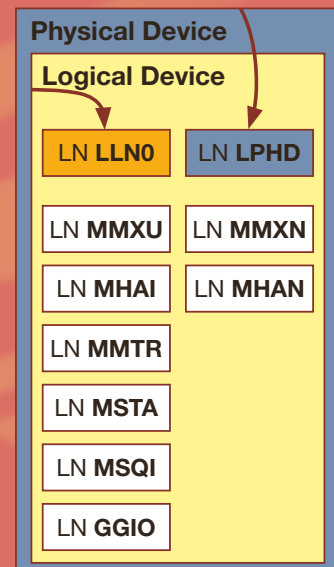 Physical Device
Logical Device
LN LLN0 LN LPHD
LN MMXU LN MMXN
LN MHAI LN MHAN
LN MMTR
LN MSTA
LN MSQI
LN GGIO